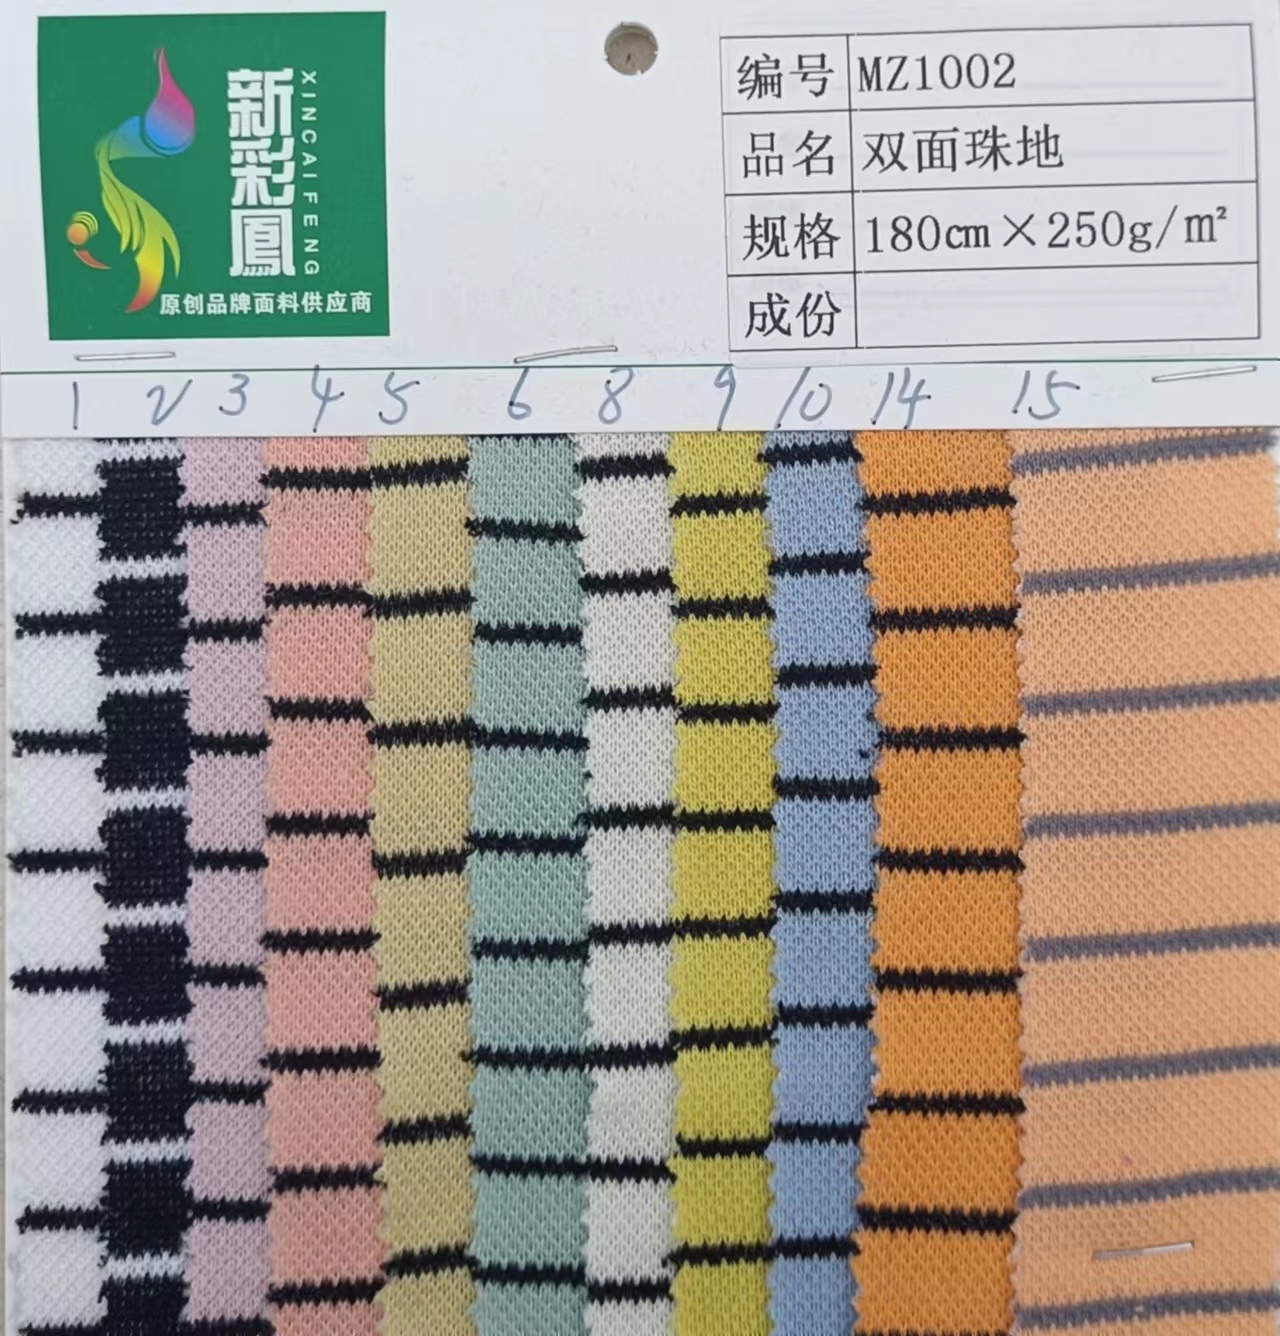 新彩鳳
XINCAIFENG
原创品牌面料供应商
编号 MZ1002
品名 双面珠地
规格 180cm×250g/m²
成份
1 2 3 4 5 6 8 9 10 14 15